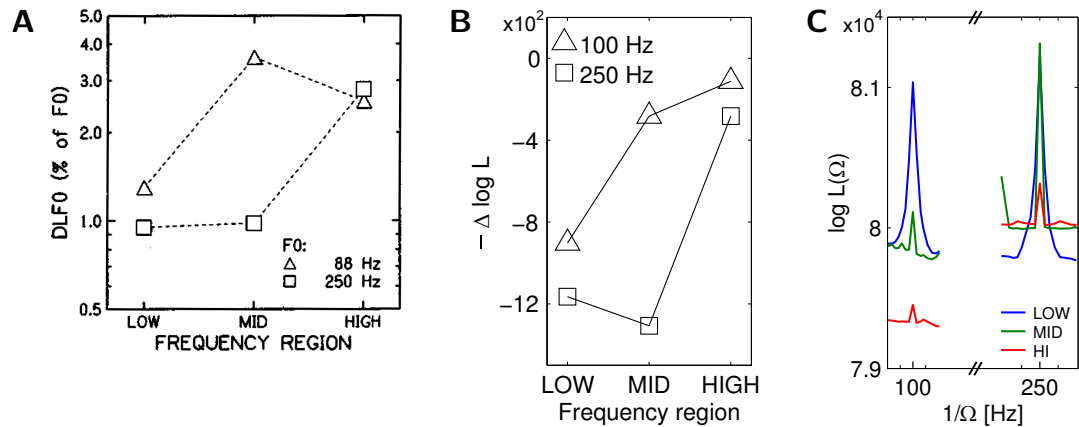 A
DLF0 (% of F0)
5.0
4.0
3.0
2.0
1.0
0.5
F0:
88 Hz
250 Hz
LOW MID HIGH
FREQUENCY REGION
B
×10²
100 Hz
250 Hz
0
−4
−8
−12
− Δ log L
LOW MID HIGH
Frequency region
C
x10⁴
8.1
8
7.9
log L(Ω)
LOW
MID
HI
100 250
1/Ω [Hz]